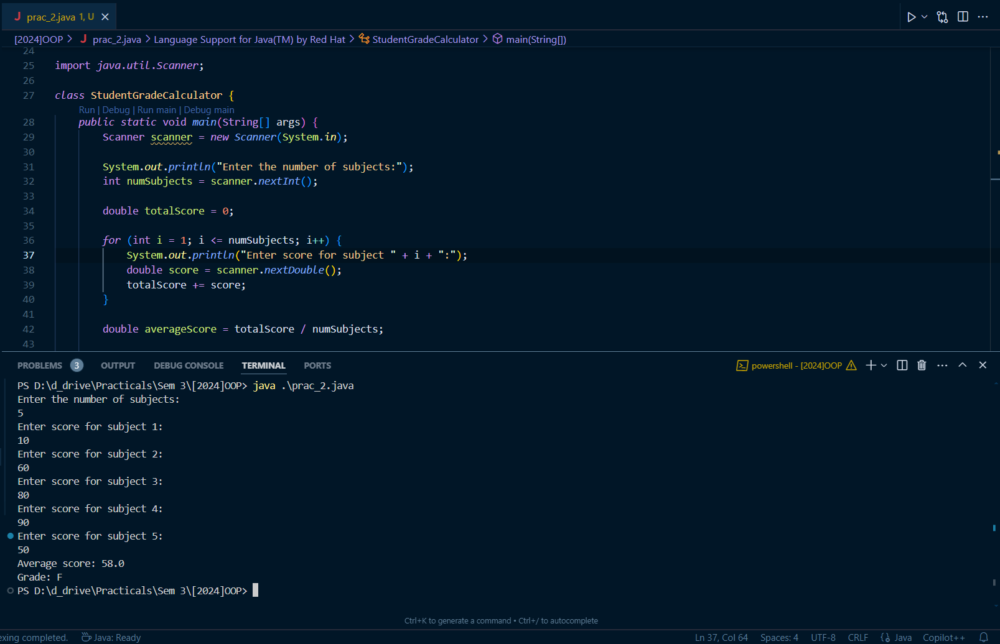 J prac_2.java 1, U
[2024]OOP > J prac_2.java > Language Support for Java(TM) by Red Hat > StudentGradeCalculator > main(String[])
24
25 import java.util.Scanner;
26
27 class StudentGradeCalculator {
Run | Debug | Run main | Debug main
28 public static void main(String[] args) {
29 Scanner scanner = new Scanner(System.in);
30
31 System.out.println("Enter the number of subjects:");
32 int numSubjects = scanner.nextInt();
33
34 double totalScore = 0;
35
36 for (int i = 1; i <= numSubjects; i++) {
37 System.out.println("Enter score for subject " + i + ":");
38 double score = scanner.nextDouble();
39 totalScore += score;
40 }
41
42 double averageScore = totalScore / numSubjects;
43
PROBLEMS 3 OUTPUT DEBUG CONSOLE TERMINAL PORTS powershell - [2024]OOP
PS D:\d_drive\Practicals\Sem 3\[2024]OOP> java .\prac_2.java
Enter the number of subjects:
5
Enter score for subject 1:
10
Enter score for subject 2:
60
Enter score for subject 3:
80
Enter score for subject 4:
90
Enter score for subject 5:
50
Average score: 58.0
Grade: F
PS D:\d_drive\Practicals\Sem 3\[2024]OOP>
Ctrl+K to generate a command • Ctrl+/ to autocomplete
exing completed. Java: Ready Ln 37, Col 64 Spaces: 4 UTF-8 CRLF Java Copilot++